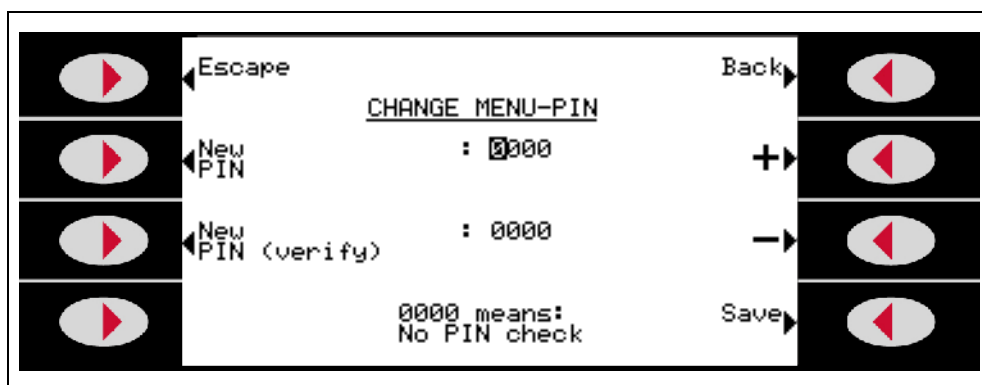 Escape
Back
CHANGE MENU-PIN
New : 0000
PIN
+
New : 0000
PIN (verify)
−
0000 means:
Save
No PIN check